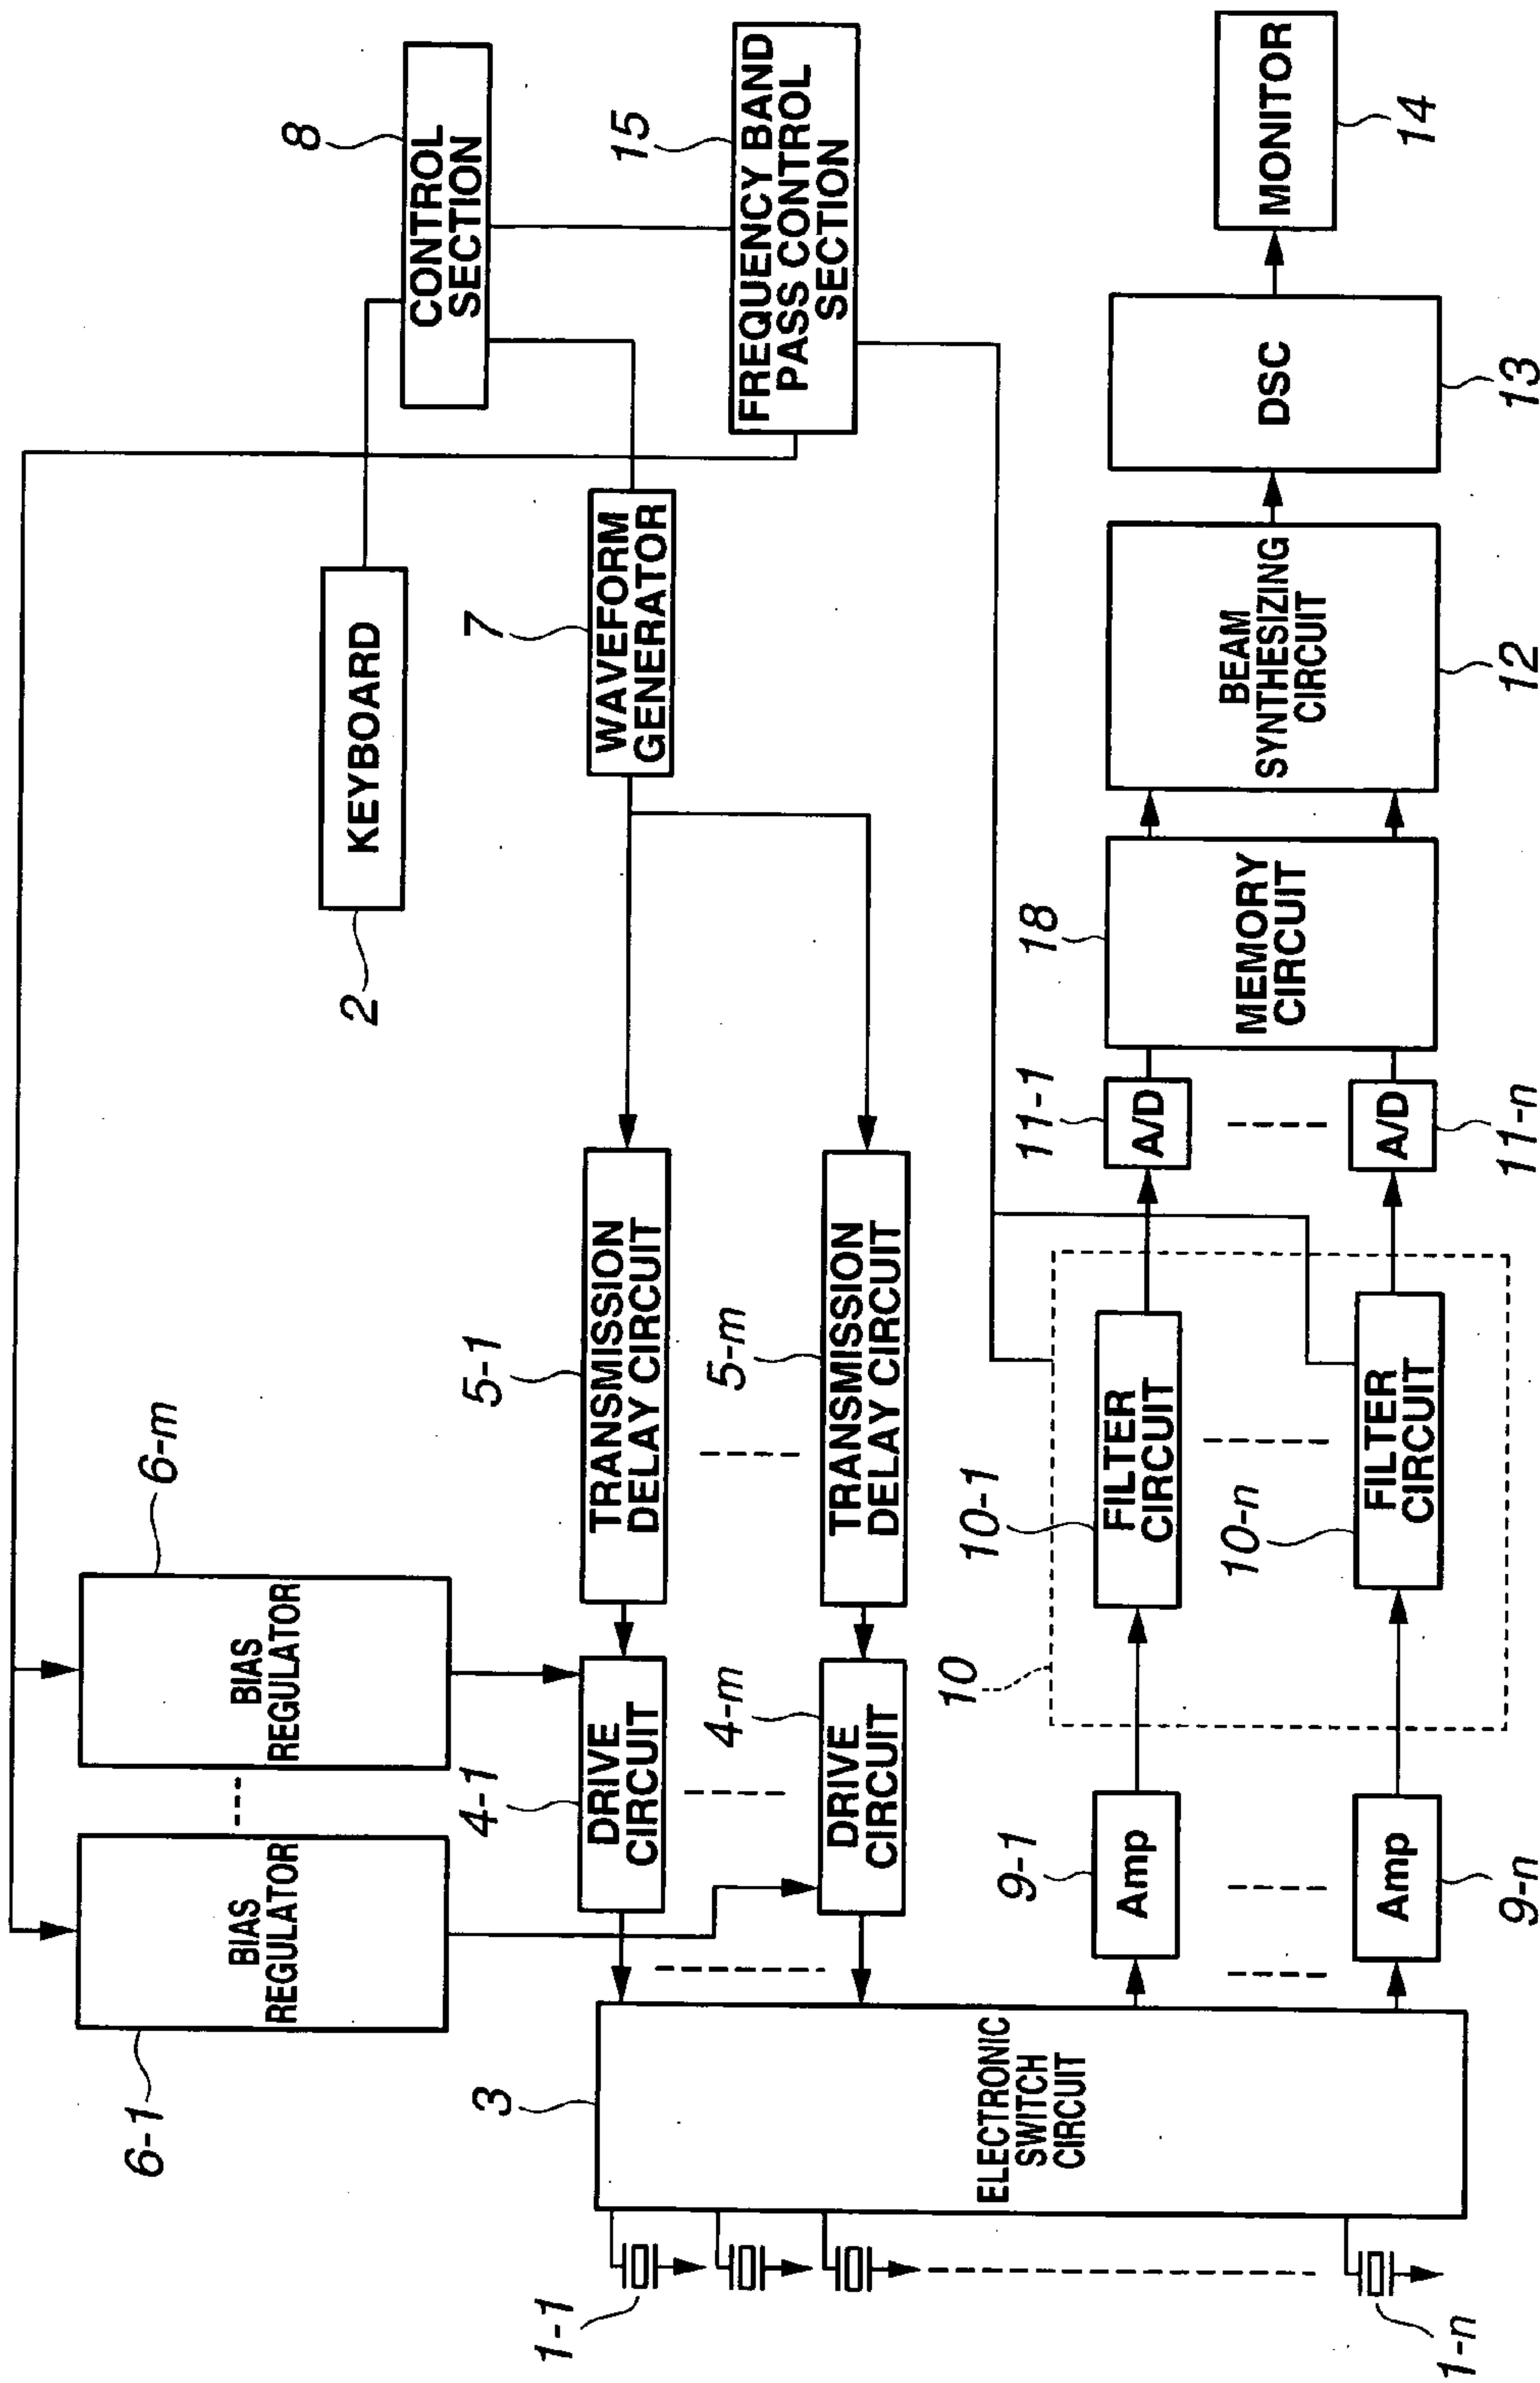 6-1
BIAS
REGULATOR
6-m
BIAS
REGULATOR
2
KEYBOARD
8
CONTROL
SECTION
3
ELECTRONIC
SWITCH
CIRCUIT
1-1
1-n
4-1
DRIVE
CIRCUIT
4-m
DRIVE
CIRCUIT
5-1
TRANSMISSION
DELAY CIRCUIT
5-m
TRANSMISSION
DELAY CIRCUIT
7
WAVEFORM
GENERATOR
15
FREQUENCY BAND
PASS CONTROL
SECTION
9-1
Amp
9-n
Amp
10
10-1
FILTER
CIRCUIT
10-n
FILTER
CIRCUIT
11-1
A/D
11-n
A/D
18
MEMORY
CIRCUIT
BEAM
SYNTHESIZING
CIRCUIT
12
DSC
13
MONITOR
14